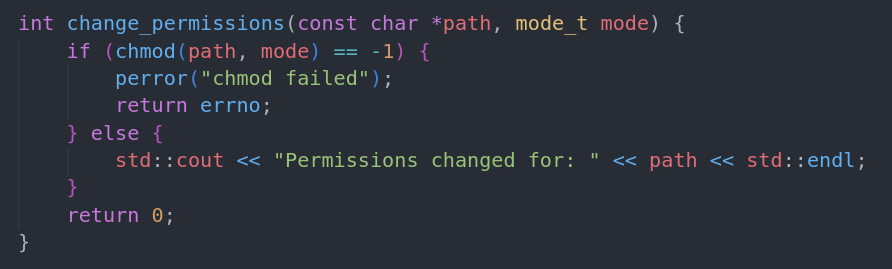 int change_permissions(const char *path, mode_t mode) {
    if (chmod(path, mode) == -1) {
        perror("chmod failed");
        return errno;
    } else {
        std::cout << "Permissions changed for: " << path << std::endl;
    }
    return 0;
}